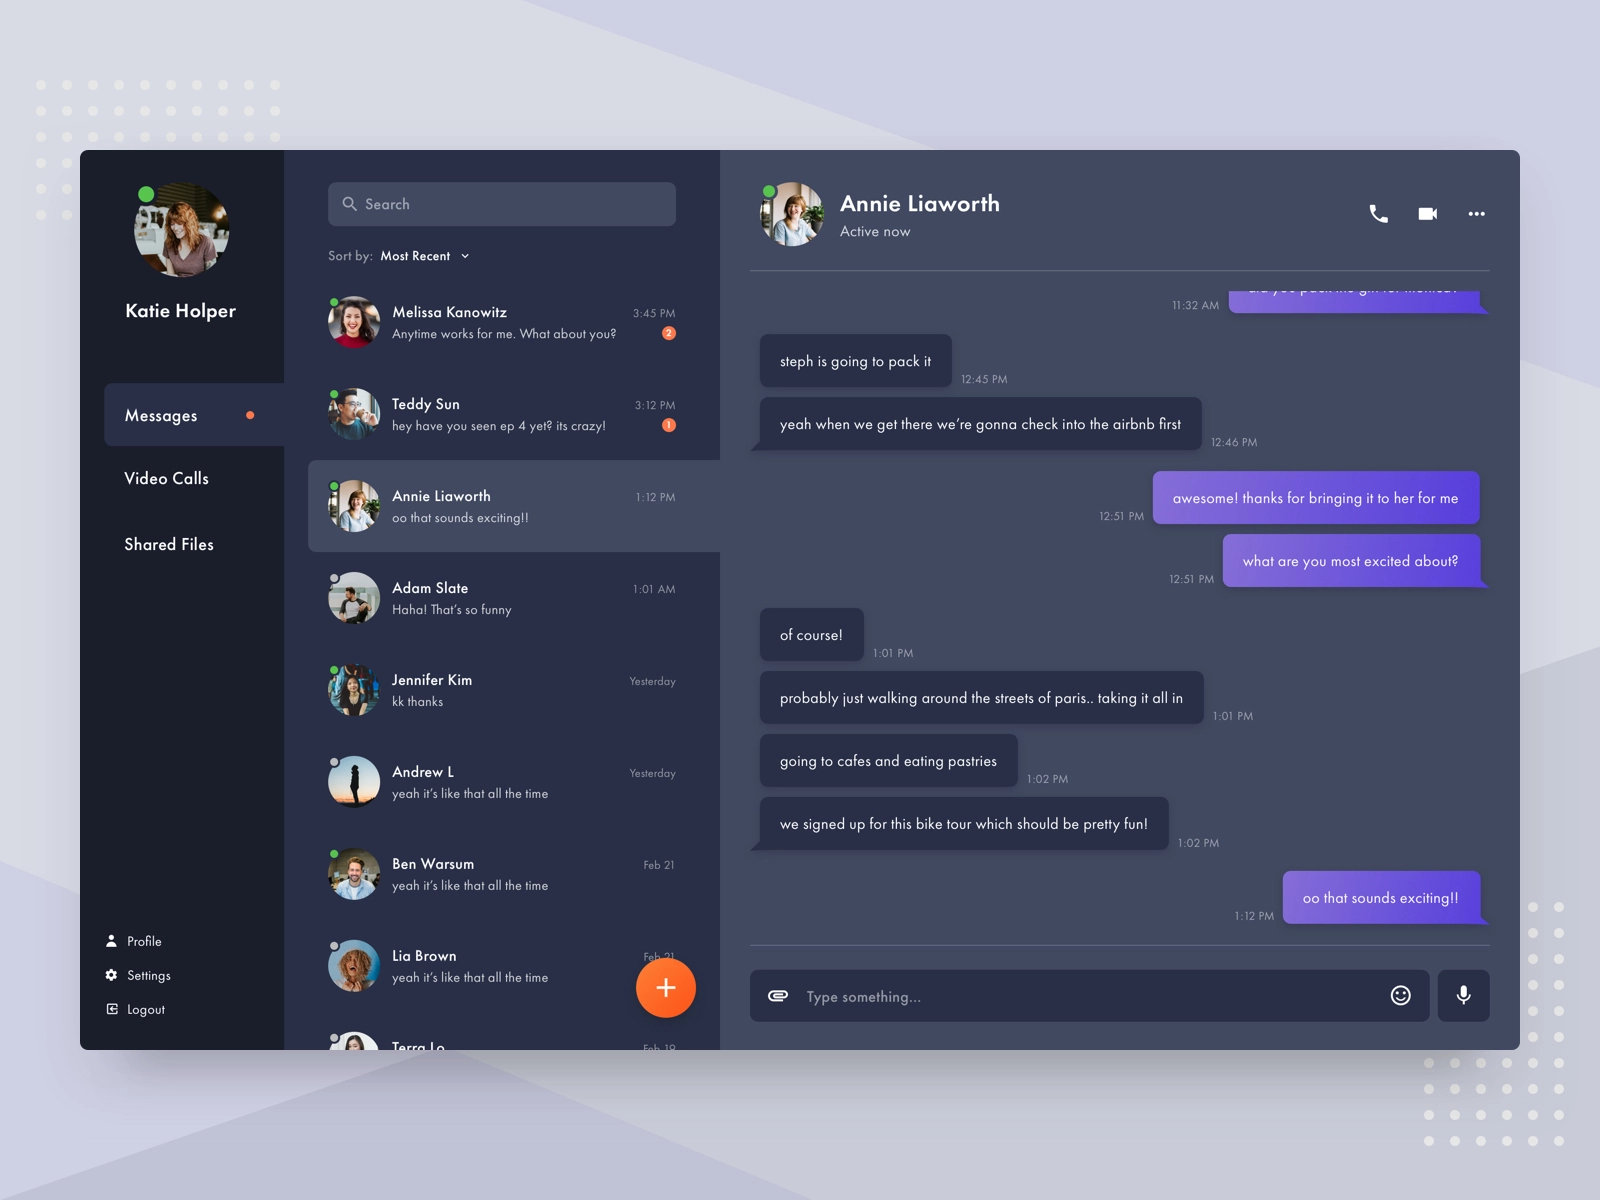 Katie Holper
Messages
Video Calls
Shared Files
Profile
Settings
Logout
Search
Sort by: Most Recent
Melissa Kanowitz 3:45 PM
Anytime works for me. What about you? 2
Teddy Sun 3:12 PM
hey have you seen ep 4 yet? its crazy! 1
Annie Liaworth 1:12 PM
oo that sounds exciting!!
Adam Slate 1:01 AM
Haha! That’s so funny
Jennifer Kim Yesterday
kk thanks
Andrew L Yesterday
yeah it’s like that all the time
Ben Warsum Feb 21
yeah it’s like that all the time
Lia Brown Feb 21
yeah it’s like that all the time
Terra Lo Feb 19
Annie Liaworth
Active now
11:32 AM did you pack the gift for
steph is going to pack it 12:45 PM
yeah when we get there we’re gonna check into the airbnb first 12:46 PM
12:51 PM awesome! thanks for bringing it to her for me
12:51 PM what are you most excited about?
of course! 1:01 PM
probably just walking around the streets of paris.. taking it all in 1:01 PM
going to cafes and eating pastries 1:02 PM
we signed up for this bike tour which should be pretty fun! 1:02 PM
1:12 PM oo that sounds exciting!!
Type something...